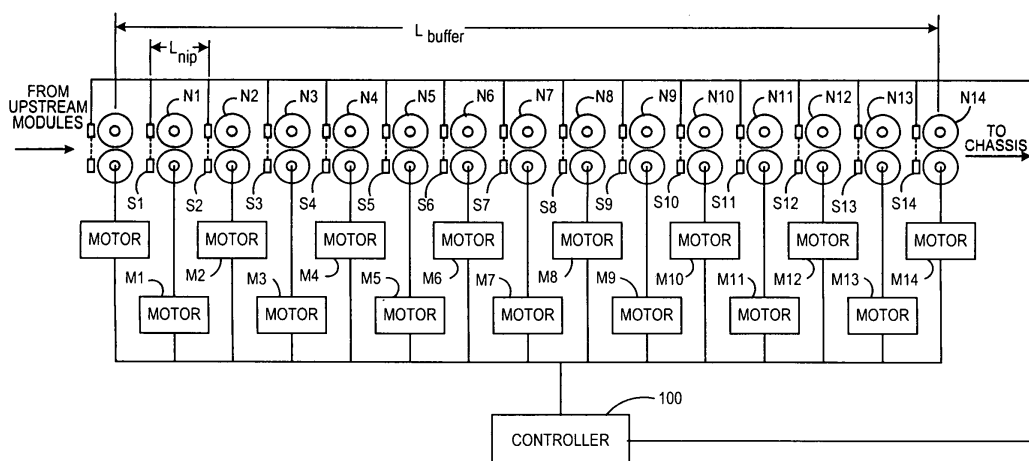 L buffer
L nip
FROM UPSTREAM MODULES
N1 N2 N3 N4 N5 N6 N7 N8 N9 N10 N11 N12 N13 N14
TO CHASSIS
S1 S2 S3 S4 S5 S6 S7 S8 S9 S10 S11 S12 S13 S14
MOTOR MOTOR MOTOR MOTOR MOTOR MOTOR MOTOR MOTOR
M1 M2 M3 M4 M5 M6 M7 M8 M9 M10 M11 M12 M13 M14
MOTOR MOTOR MOTOR MOTOR MOTOR MOTOR MOTOR
100
CONTROLLER